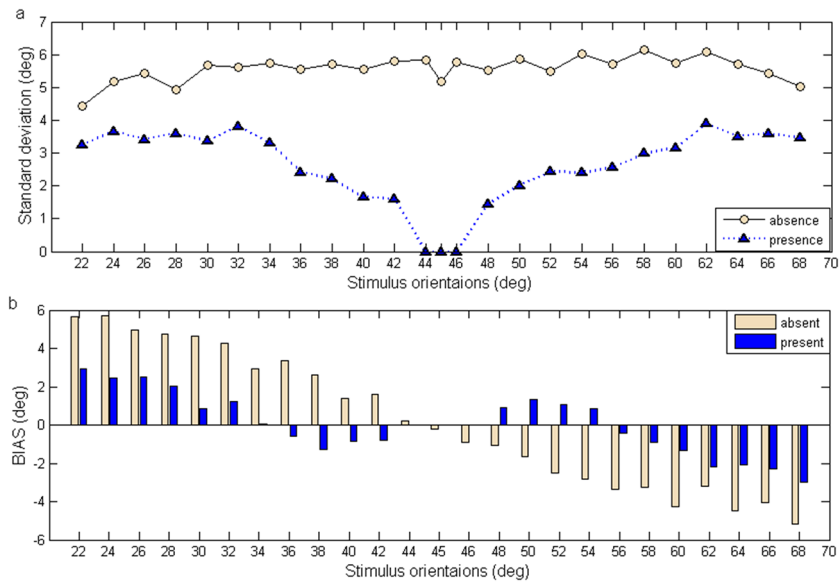 a
7
6
5
4
3
2
1
0
Standard deviation (deg)
absence
presence
22 24 26 28 30 32 34 36 38 40 42 44 46 48 50 52 54 56 58 60 62 64 66 68 70
Stimulus orientaions (deg)
b
6
4
2
0
-2
-4
-6
BIAS (deg)
absent
present
22 24 26 28 30 32 34 36 38 40 42 44 46 48 50 52 54 56 58 60 62 64 66 68 70
Stimulus orientaions (deg)